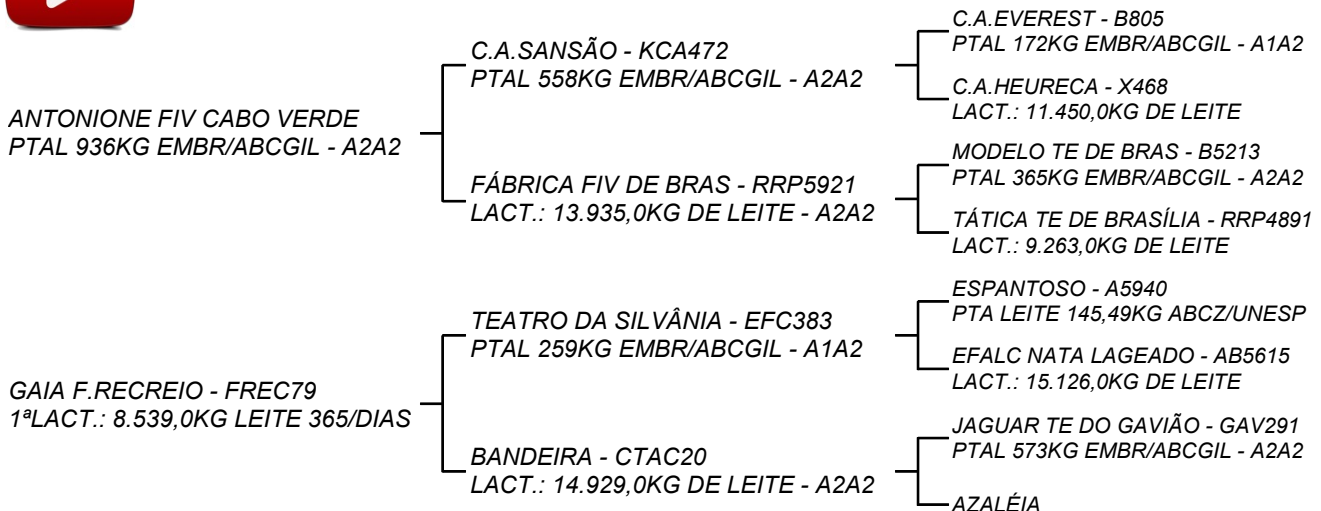 ANTONIONE FIV CABO VERDE
PTAL 936KG EMBR/ABCGIL - A2A2
C.A.SANSÃO - KCA472
PTAL 558KG EMBR/ABCGIL - A2A2
C.A.EVEREST - B805
PTAL 172KG EMBR/ABCGIL - A1A2
C.A.HEURECA - X468
LACT.: 11.450,0KG DE LEITE
FÁBRICA FIV DE BRAS - RRP5921
LACT.: 13.935,0KG DE LEITE - A2A2
MODELO TE DE BRAS - B5213
PTAL 365KG EMBR/ABCGIL - A2A2
TÁTICA TE DE BRASÍLIA - RRP4891
LACT.: 9.263,0KG DE LEITE
GAIA F.RECREIO - FREC79
1ªLACT.: 8.539,0KG LEITE 365/DIAS
TEATRO DA SILVÂNIA - EFC383
PTAL 259KG EMBR/ABCGIL - A1A2
ESPANTOSO - A5940
PTA LEITE 145,49KG ABCZ/UNESP
EFALC NATA LAGEADO - AB5615
LACT.: 15.126,0KG DE LEITE
BANDEIRA - CTAC20
LACT.: 14.929,0KG DE LEITE - A2A2
JAGUAR TE DO GAVIÃO - GAV291
PTAL 573KG EMBR/ABCGIL - A2A2
AZALÉIA